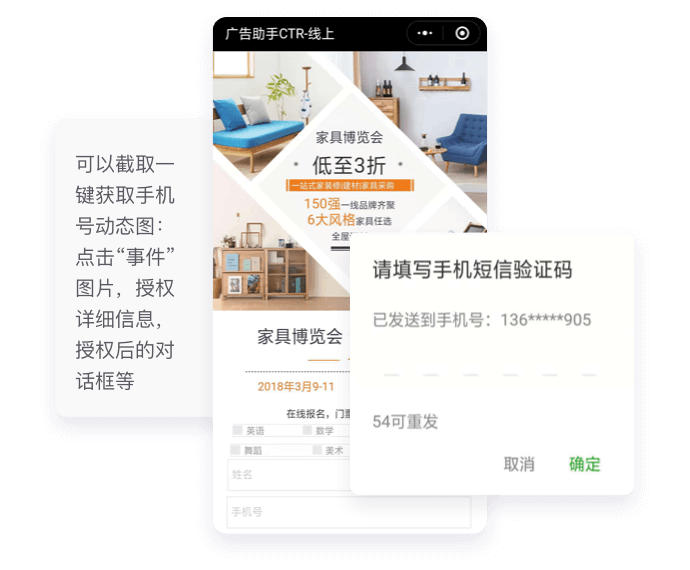 广告助手CTR-线上
可以截取一
键获取手机
号动态图：
点击“事件”
图片，授权
详细信息，
授权后的对
话框等
家具博览会
低至3折
一站式家装修|建材|家具采购
150强一线品牌齐聚
6大风格家具任选
全屋
家具博览会
2018年3月9-11
在线报名，门
英语
数学
舞蹈
美术
姓名
手机号
请填写手机短信验证码
已发送到手机号：136*****905
54可重发
取消
确定